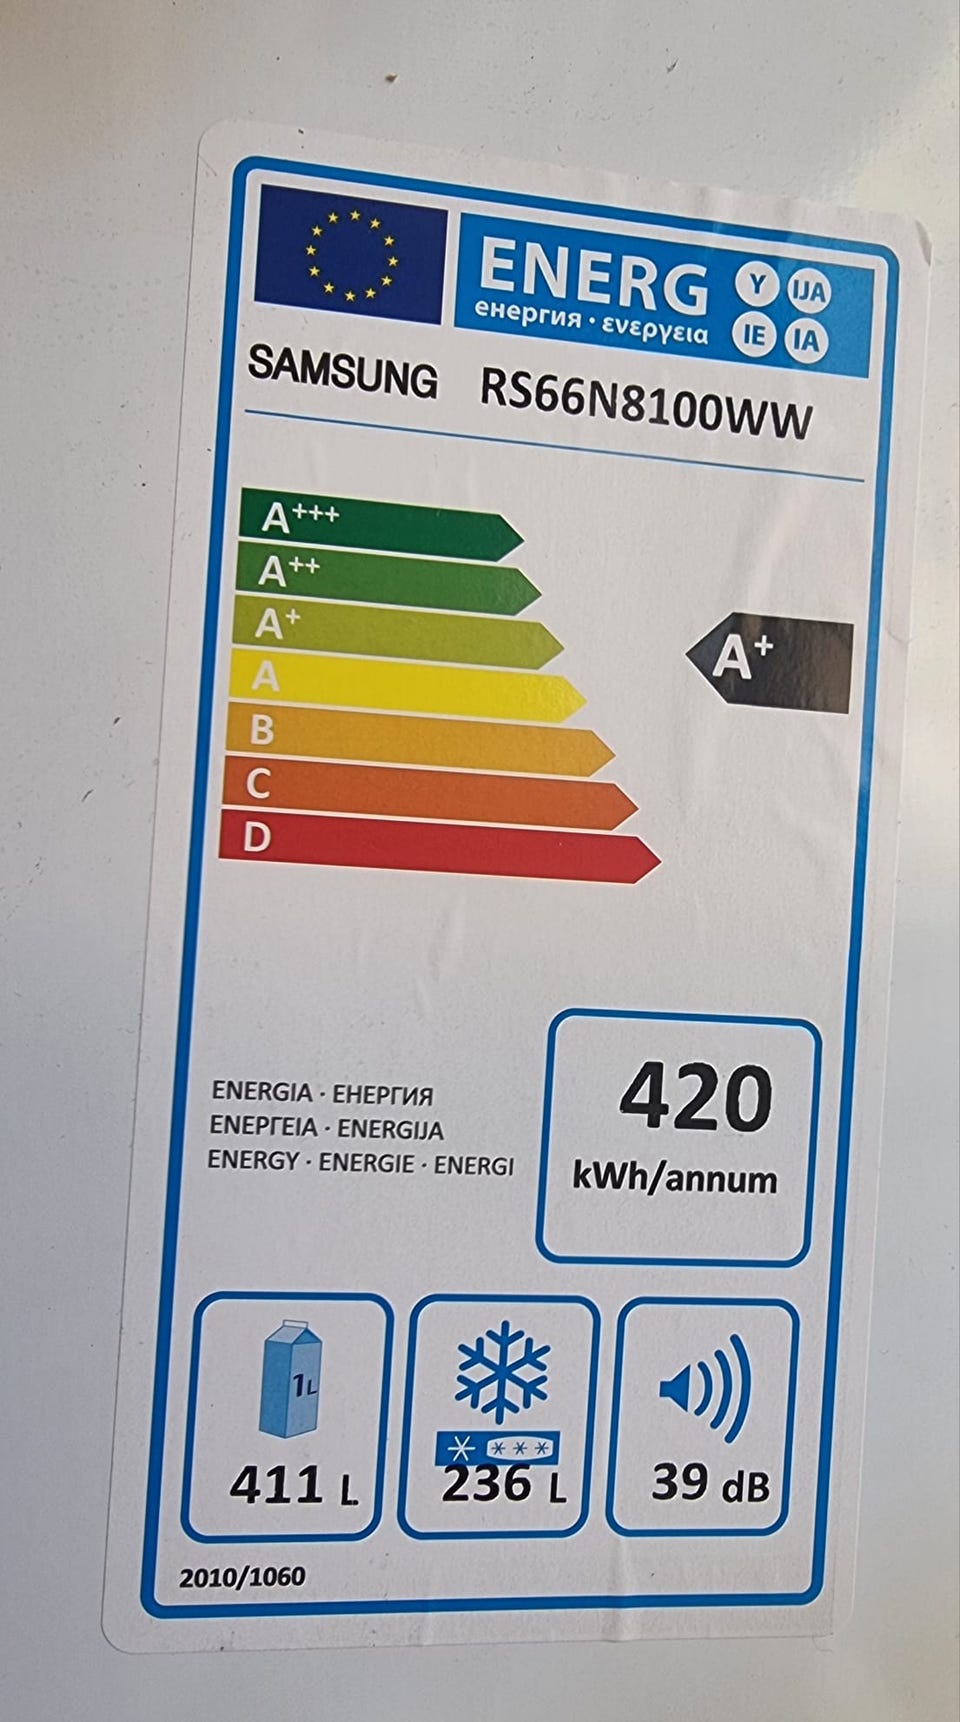 ENERG Y IJA
енергия · ενεργεια IE IA
SAMSUNG RS66N8100WW
A+++
A++
A+
A+
A
B
C
D
ENERGIA · ЕНЕРГИЯ
ΕΝΕΡΓΕΙΑ · ENERGIJA
ENERGY · ENERGIE · ENERGI
420
kWh/annum
1L
411 L
236 L
39 dB
2010/1060